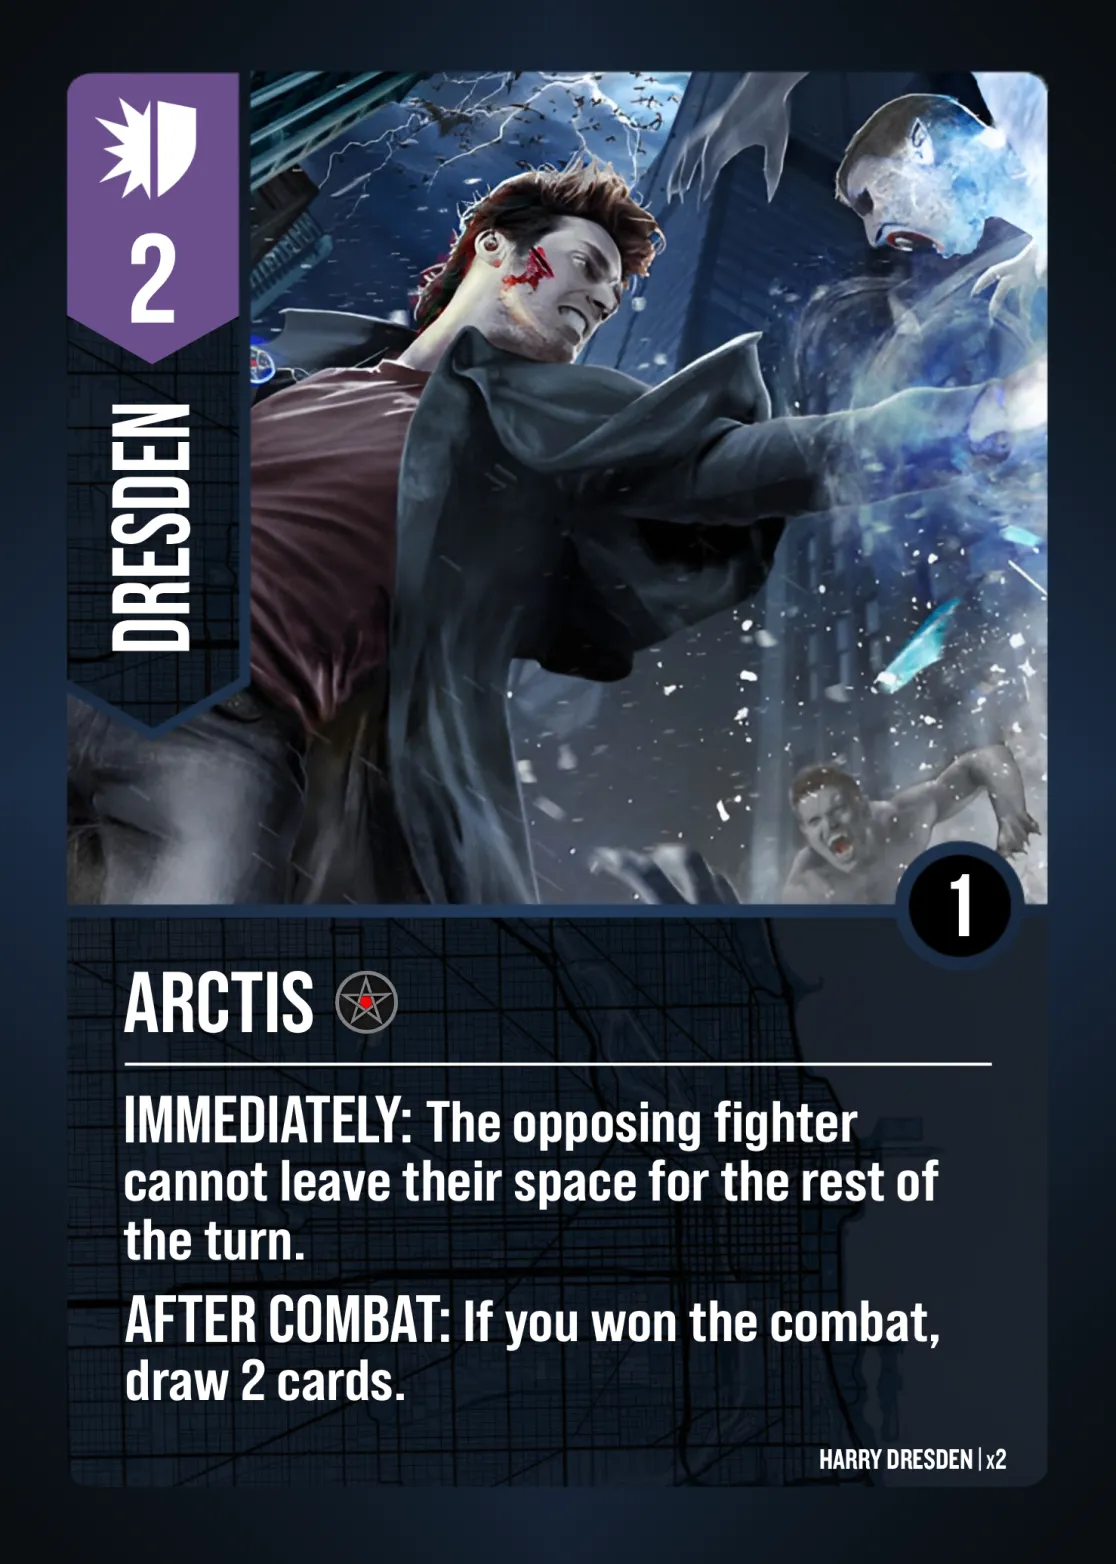 2
DRESDEN
1
ARCTIS
IMMEDIATELY: The opposing fighter
cannot leave their space for the rest of
the turn.
AFTER COMBAT: If you won the combat,
draw 2 cards.
HARRY DRESDEN | x2